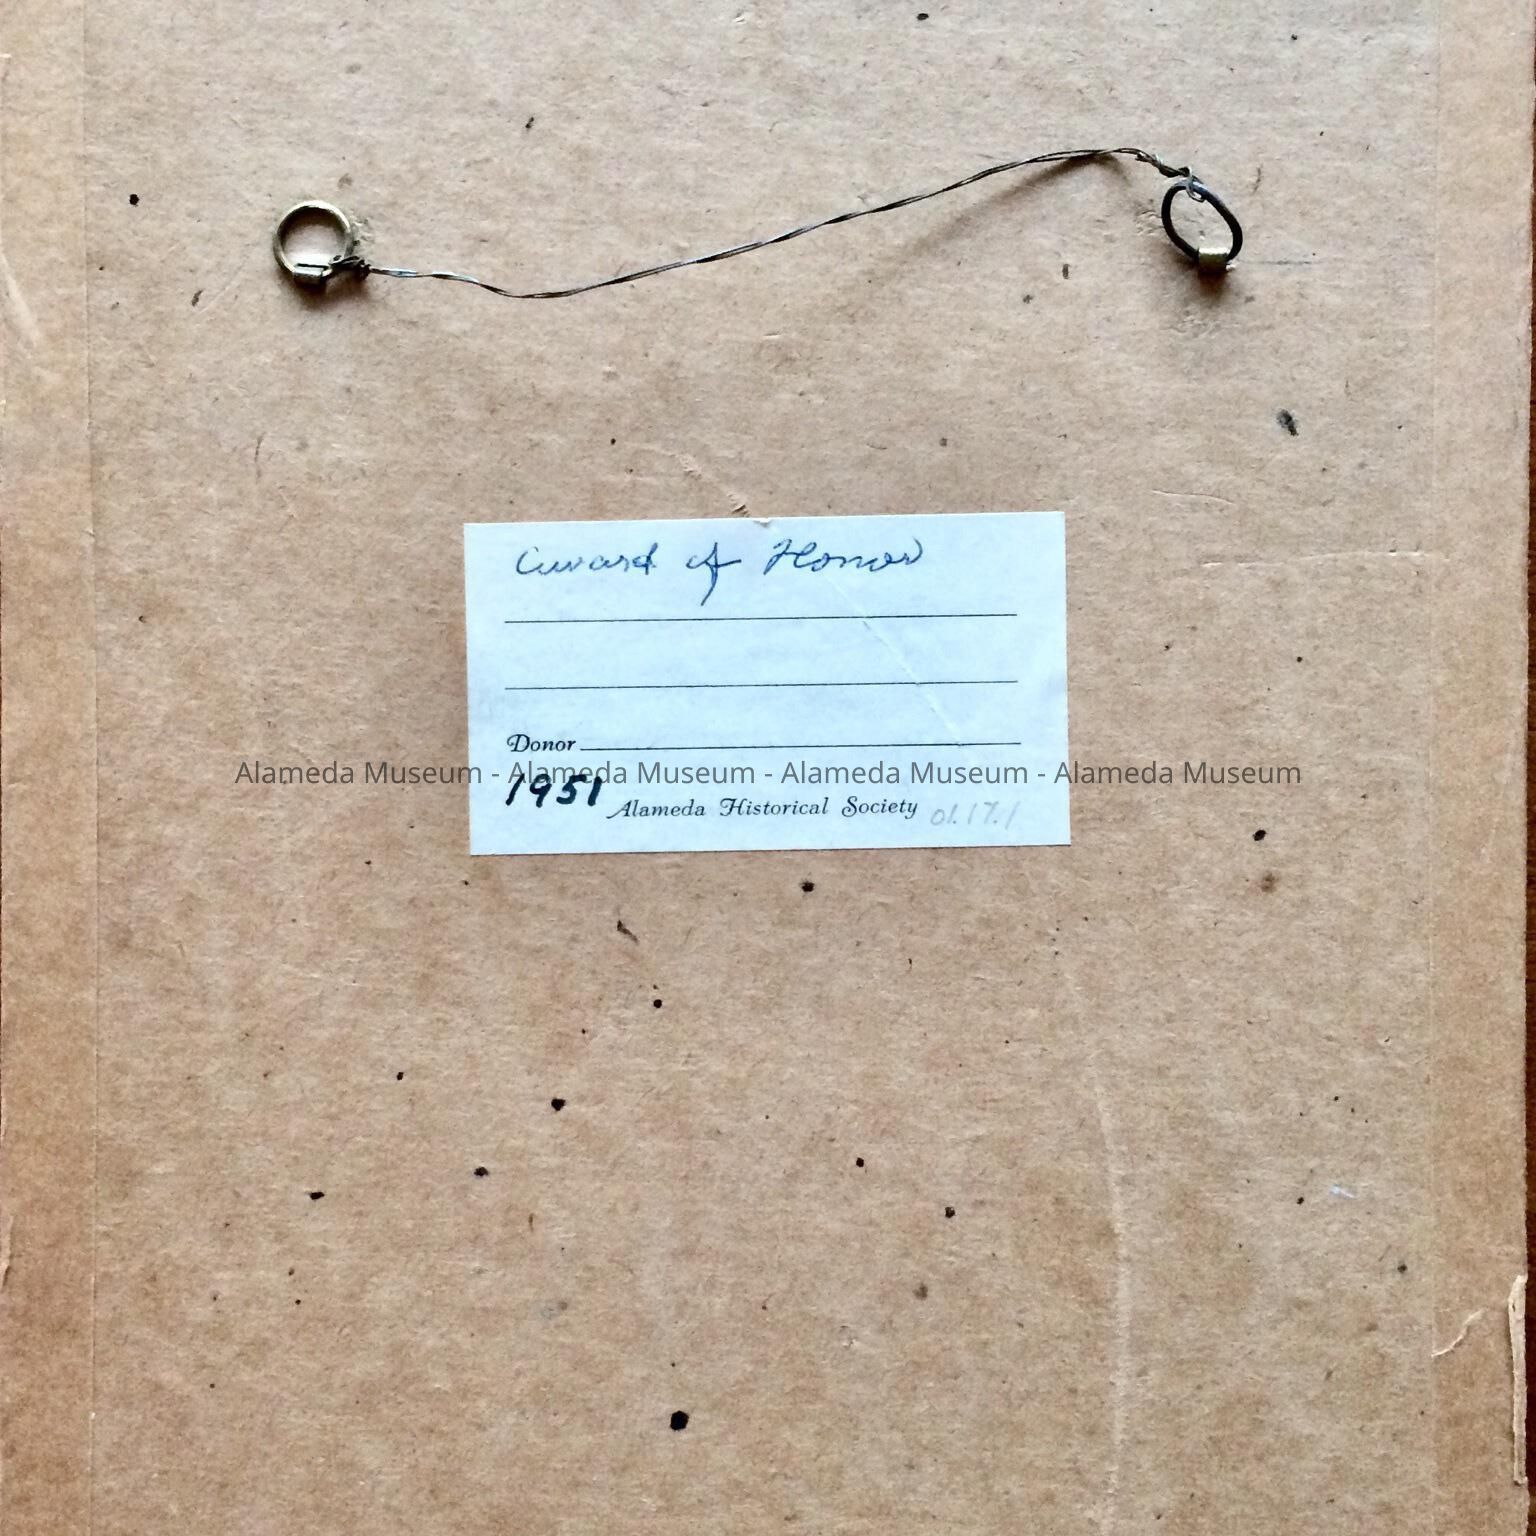 Award of Honor
Donor
Alameda Museum - Alameda Museum - Alameda Museum - Alameda Museum
1951
Alameda Historical Society 01.17.1